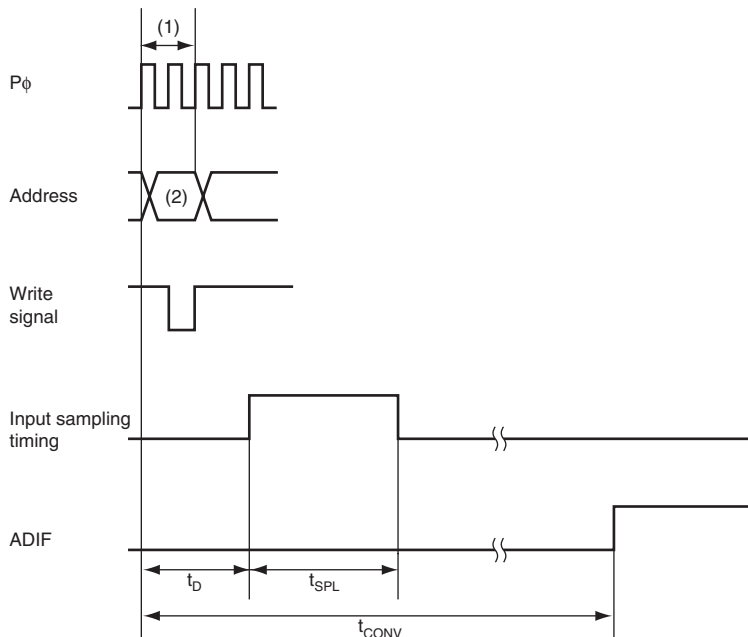 (1)
Pϕ
Address
(2)
Write
signal
Input sampling
timing
ADIF
tD
tSPL
tCONV